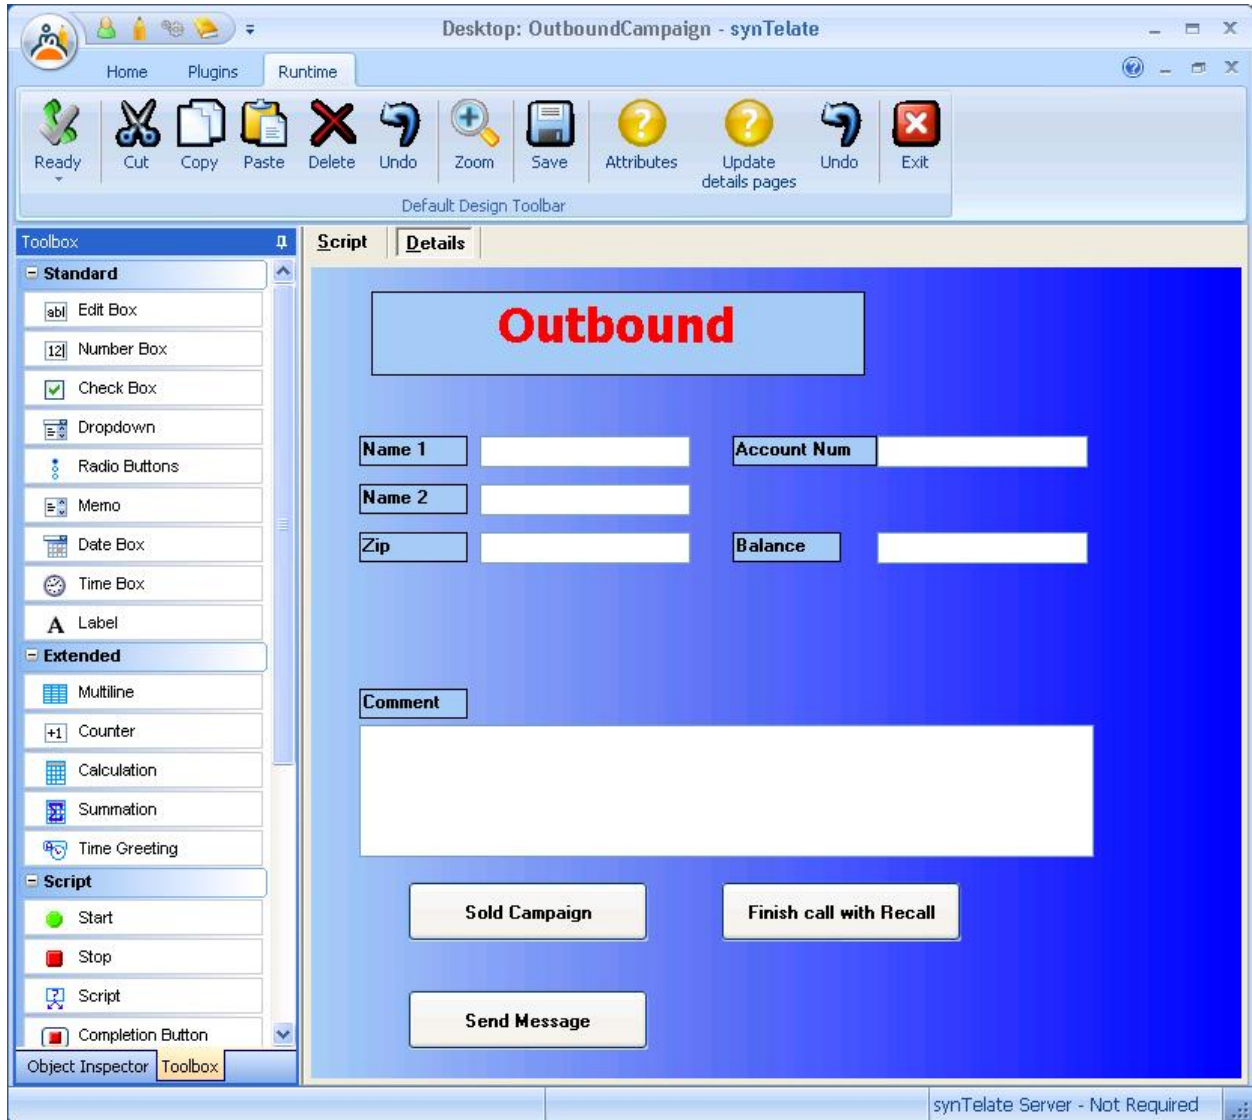 Desktop: OutboundCampaign - synTelate
Home Plugins Runtime
Ready Cut Copy Paste Delete Undo Zoom Save Attributes Update details pages Undo Exit
Default Design Toolbar
Toolbox
Script Details
Standard
abl Edit Box
12 Number Box
Check Box
Dropdown
Radio Buttons
Memo
Date Box
Time Box
A Label
Extended
Multiline
+1 Counter
Calculation
Summation
Time Greeting
Script
Start
Stop
Script
Completion Button
Object Inspector Toolbox
Outbound
Name 1 Account Num
Name 2
Zip Balance
Comment
Sold Campaign Finish call with Recall
Send Message
synTelate Server - Not Required